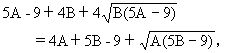 5A - 9 + 4B + 4√B(5A − 9)
= 4A + 5B - 9 + √A(5B − 9),